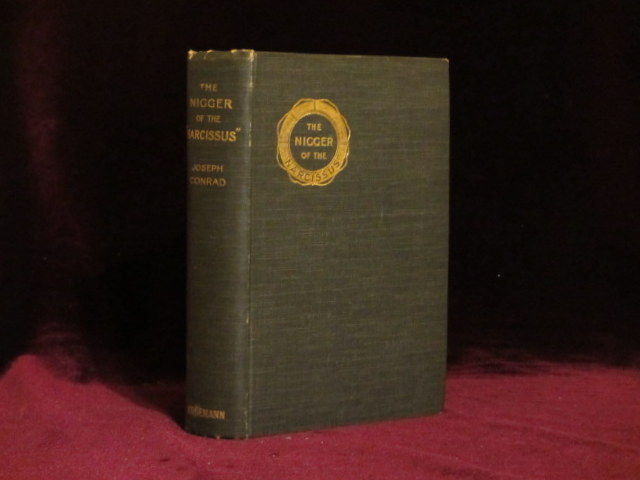 THE
NIGGER
OF THE
NARCISSUS"
JOSEPH
CONRAD
HEINEMANN
THE
NIGGER
OF THE
NARCISSUS